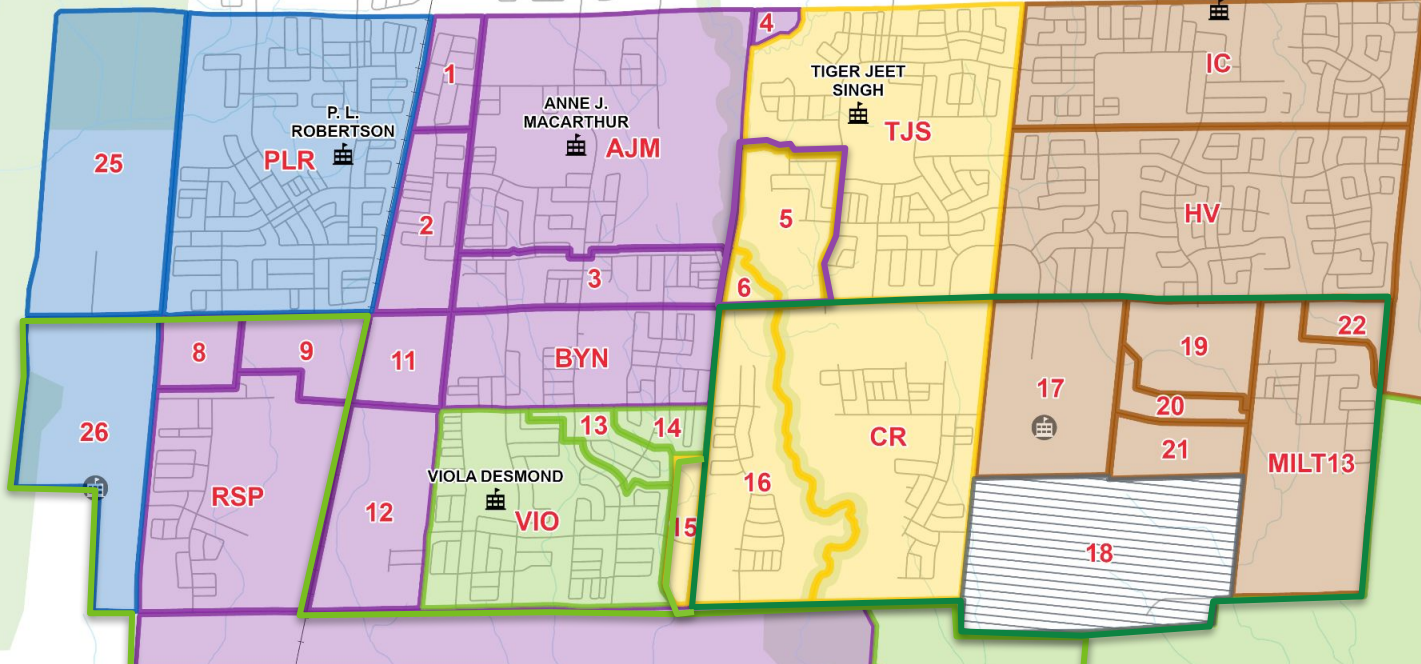 4
IC
1
TIGER JEET
SINGH
ANNE J.
MACARTHUR
P. L.
ROBERTSON
TJS
AJM
PLR
25
HV
5
2
3
6
22
19
8
9
11
BYN
17
20
13
14
26
CR
21
MILT13
VIOLA DESMOND
16
RSP
12
VIO
15
18